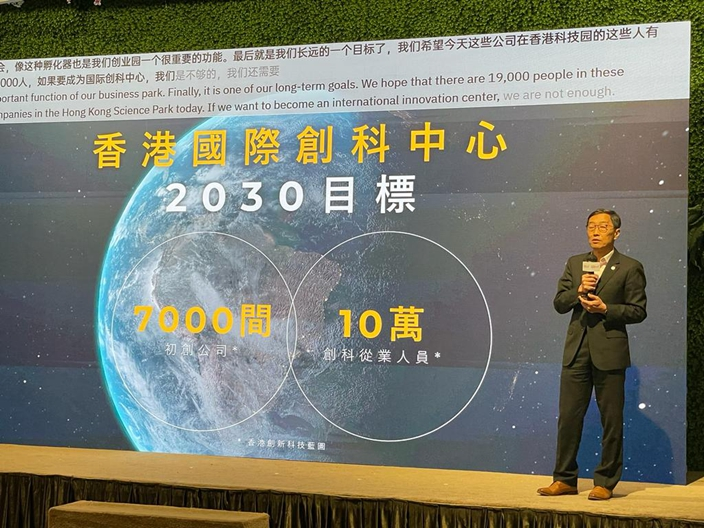 会，像这种孵化器也是我们创业园一个很重要的功能。最后就是我们长远的一个目标了，我们希望今天这些公司在香港科技园的这些人有
000人，如果要成为国际创科中心，我们是不够的，我们还需要
portant function of our business park. Finally, it is one of our long-term goals. We hope that there are 19,000 people in these
mpanies in the Hong Kong Science Park today. If we want to become an international innovation center, we are not enough.
香港國際創科中心
2030目標
7000間
初創公司*
10萬
創科從業人員*
* 香港創新科技藍圖